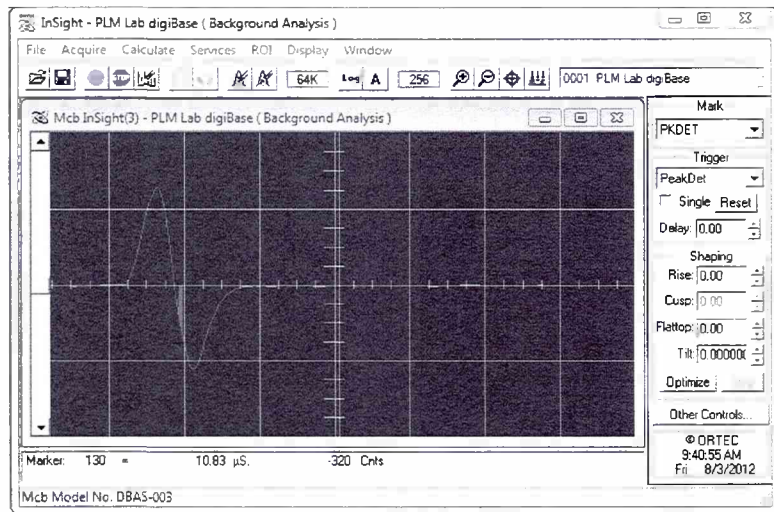 InSight - PLM Lab digiBase ( Background Analysis )
File Acquire Calculate Services ROI Display Window
STOP 64K Log A 256 0001 PLM Lab digiBase
Mcb InSight(3) - PLM Lab digiBase ( Background Analysis )
Mark
PKDET
Trigger
PeakDet
Single Reset
Delay: 0.00
Shaping
Rise: 0.00
Cusp: 0.00
Flattop: 0.00
Tilt: 0.00000
Optimize
Other Controls...
© ORTEC
9:40:55 AM
Fri 8/3/2012
Marker: 130 = 10.83 µS. -320 Cnts
Mcb Model No. DBAS-003